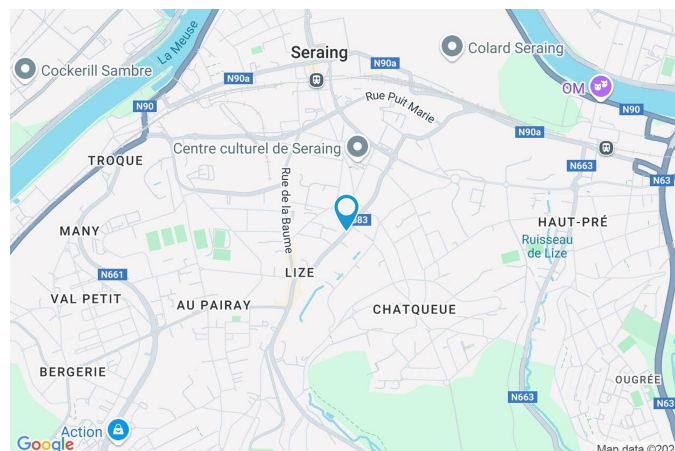 La Meuse
Seraing
Colard Seraing
Cockerill Sambre
N90a
N90a
OM
N90
Rue Puit Marie
N90
N90a
Centre culturel de Seraing
TROQUE
N663
N63
Rue de la Baume
683
MANY
HAUT-PRÉ
Ruisseau
de Lize
N661
LIZE
VAL PETIT
AU PAIRAY
CHATQUEUE
BERGERIE
OUGRÉE
N663
N63
Action
Google
Map data ©202